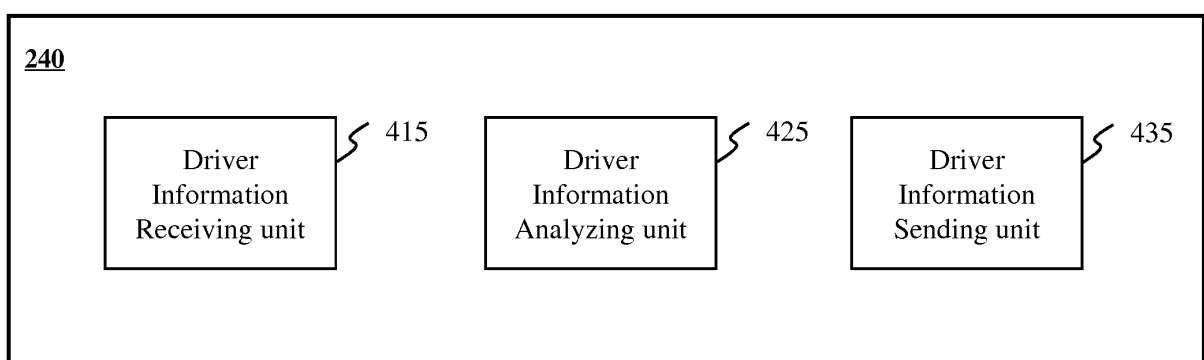 240
415
Driver
Information
Receiving unit
425
Driver
Information
Analyzing unit
435
Driver
Information
Sending unit